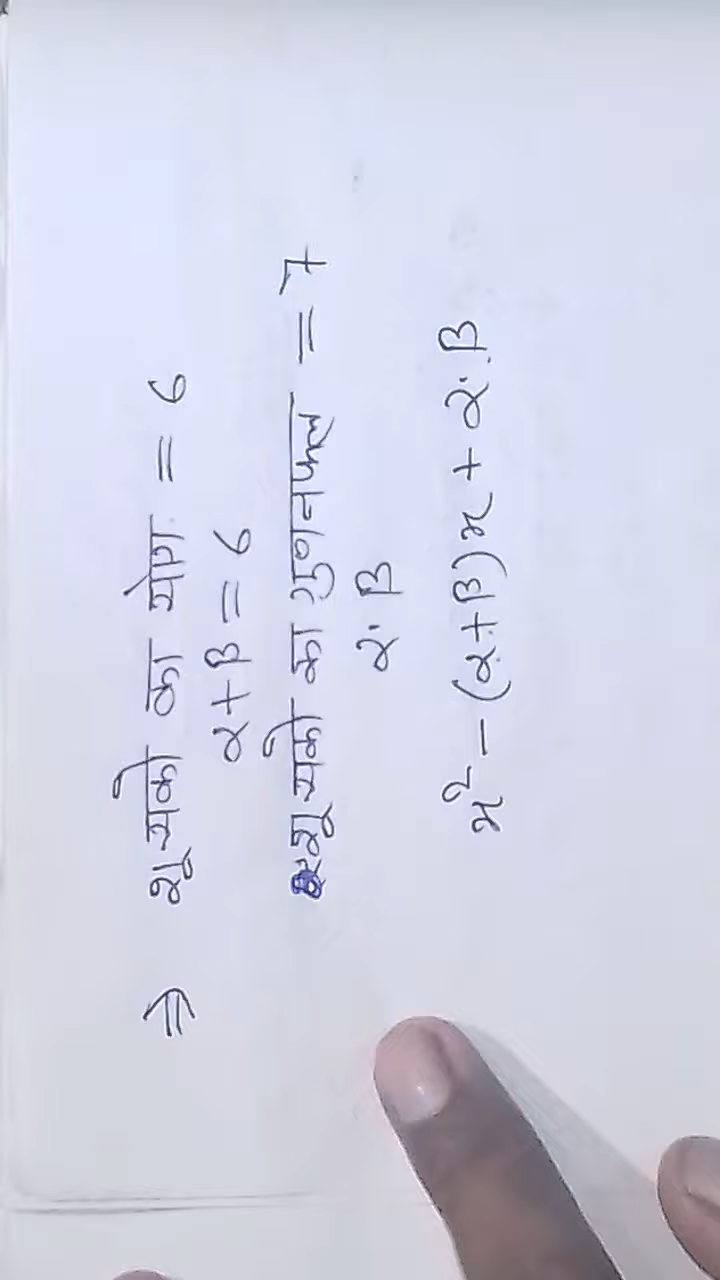 ⇒ शून्यको का योग = 6
α+β = 6
शून्यको का गुणनफल = 7
α.β
x² - (α+β)x + α.β